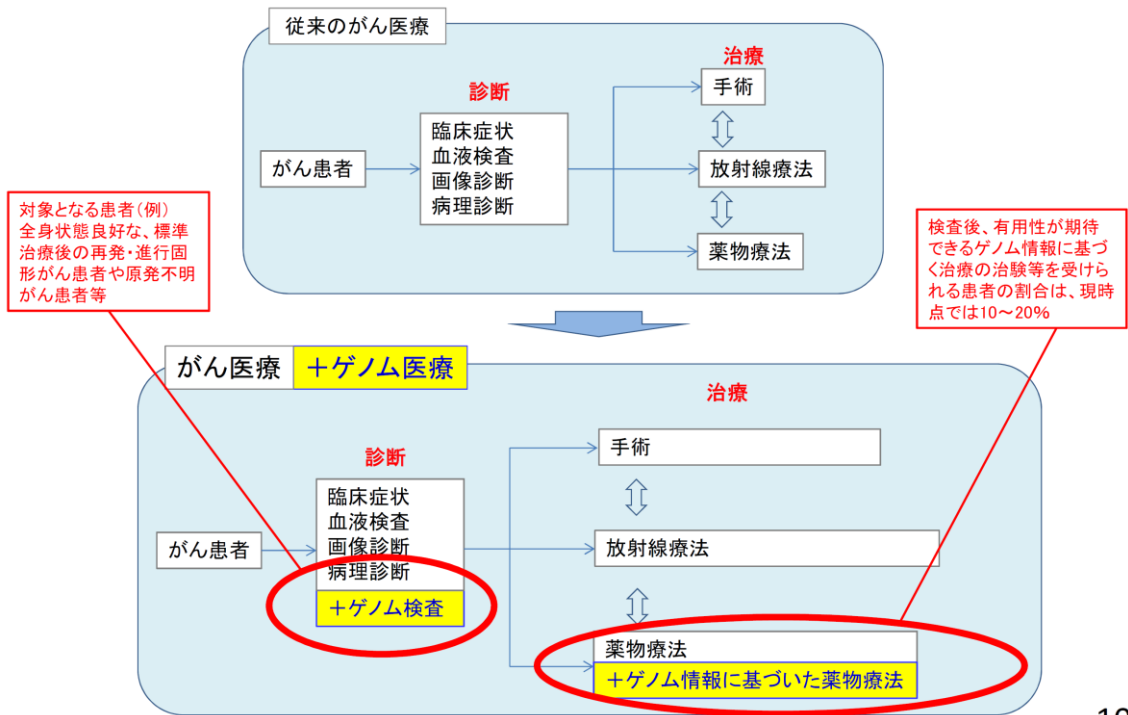 従来のがん医療
治療
診断
手術
臨床症状
血液検査
画像診断
病理診断
がん患者
放射線療法
薬物療法
対象となる患者(例)
全身状態良好な、標準
治療後の再発・進行固
形がん患者や原発不明
がん患者等
検査後、有用性が期待
できるゲノム情報に基づ
く治療の治験等を受けら
れる患者の割合は、現時
点では10～20%
がん医療 ＋ゲノム医療
治療
診断
手術
臨床症状
血液検査
画像診断
病理診断
＋ゲノム検査
がん患者
放射線療法
薬物療法
＋ゲノム情報に基づいた薬物療法